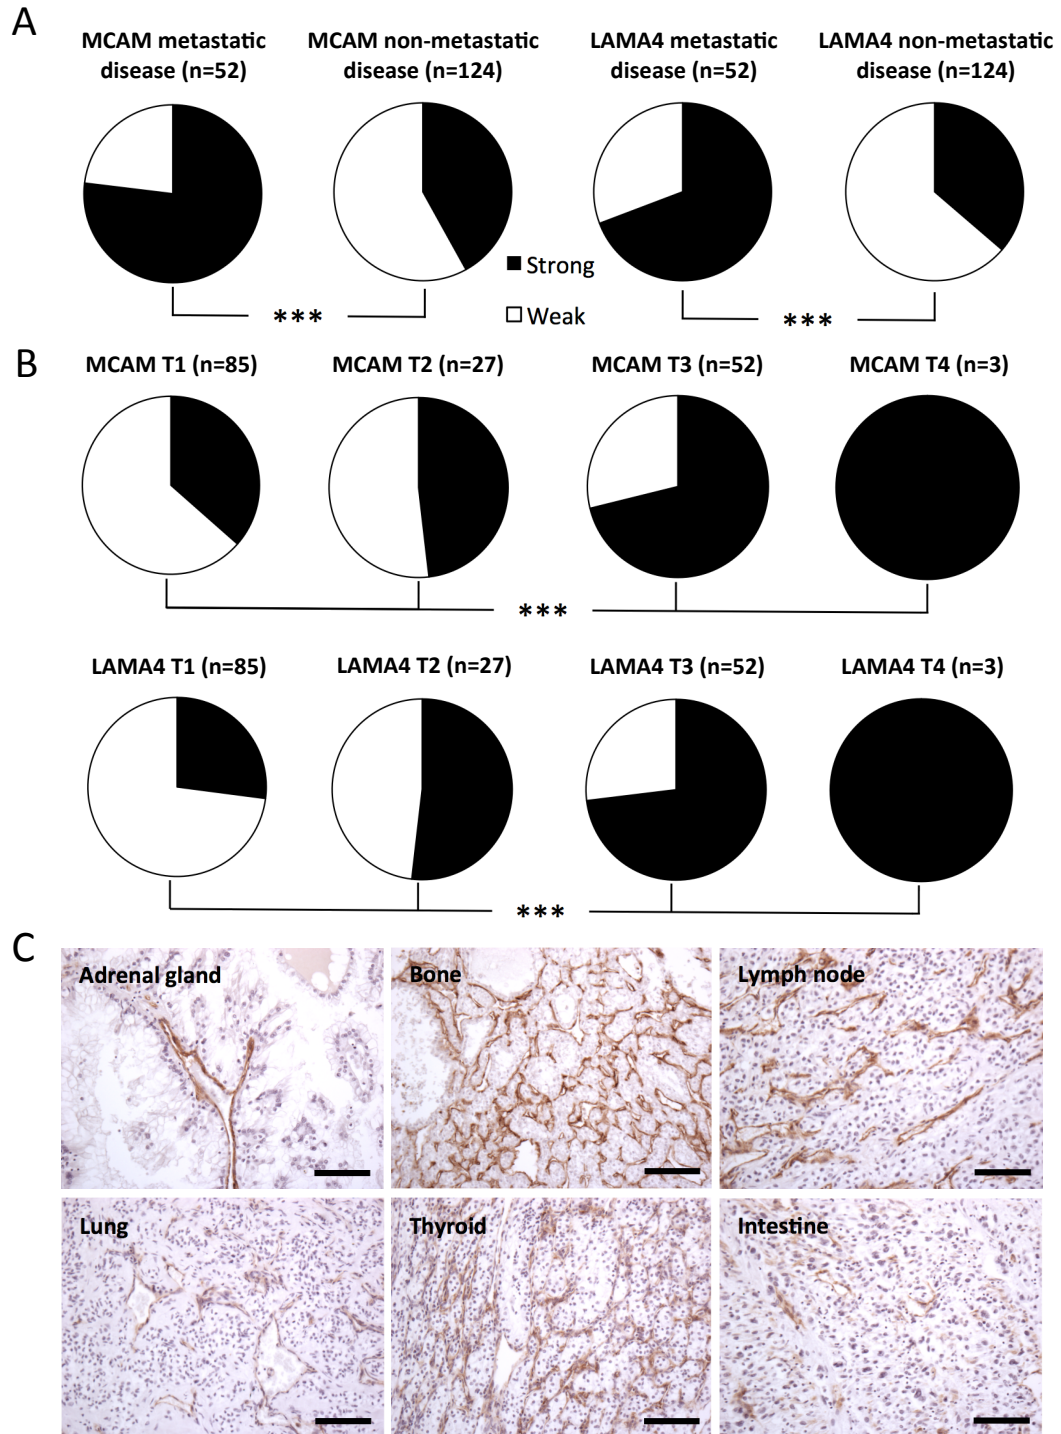 A
MCAM metastatic
disease (n=52)
MCAM non-metastatic
disease (n=124)
LAMA4 metastatic
disease (n=52)
LAMA4 non-metastatic
disease (n=124)
Strong
Weak
***
***
B
MCAM T1 (n=85)
MCAM T2 (n=27)
MCAM T3 (n=52)
MCAM T4 (n=3)
***
LAMA4 T1 (n=85)
LAMA4 T2 (n=27)
LAMA4 T3 (n=52)
LAMA4 T4 (n=3)
***
C
Adrenal gland
Bone
Lymph node
Lung
Thyroid
Intestine